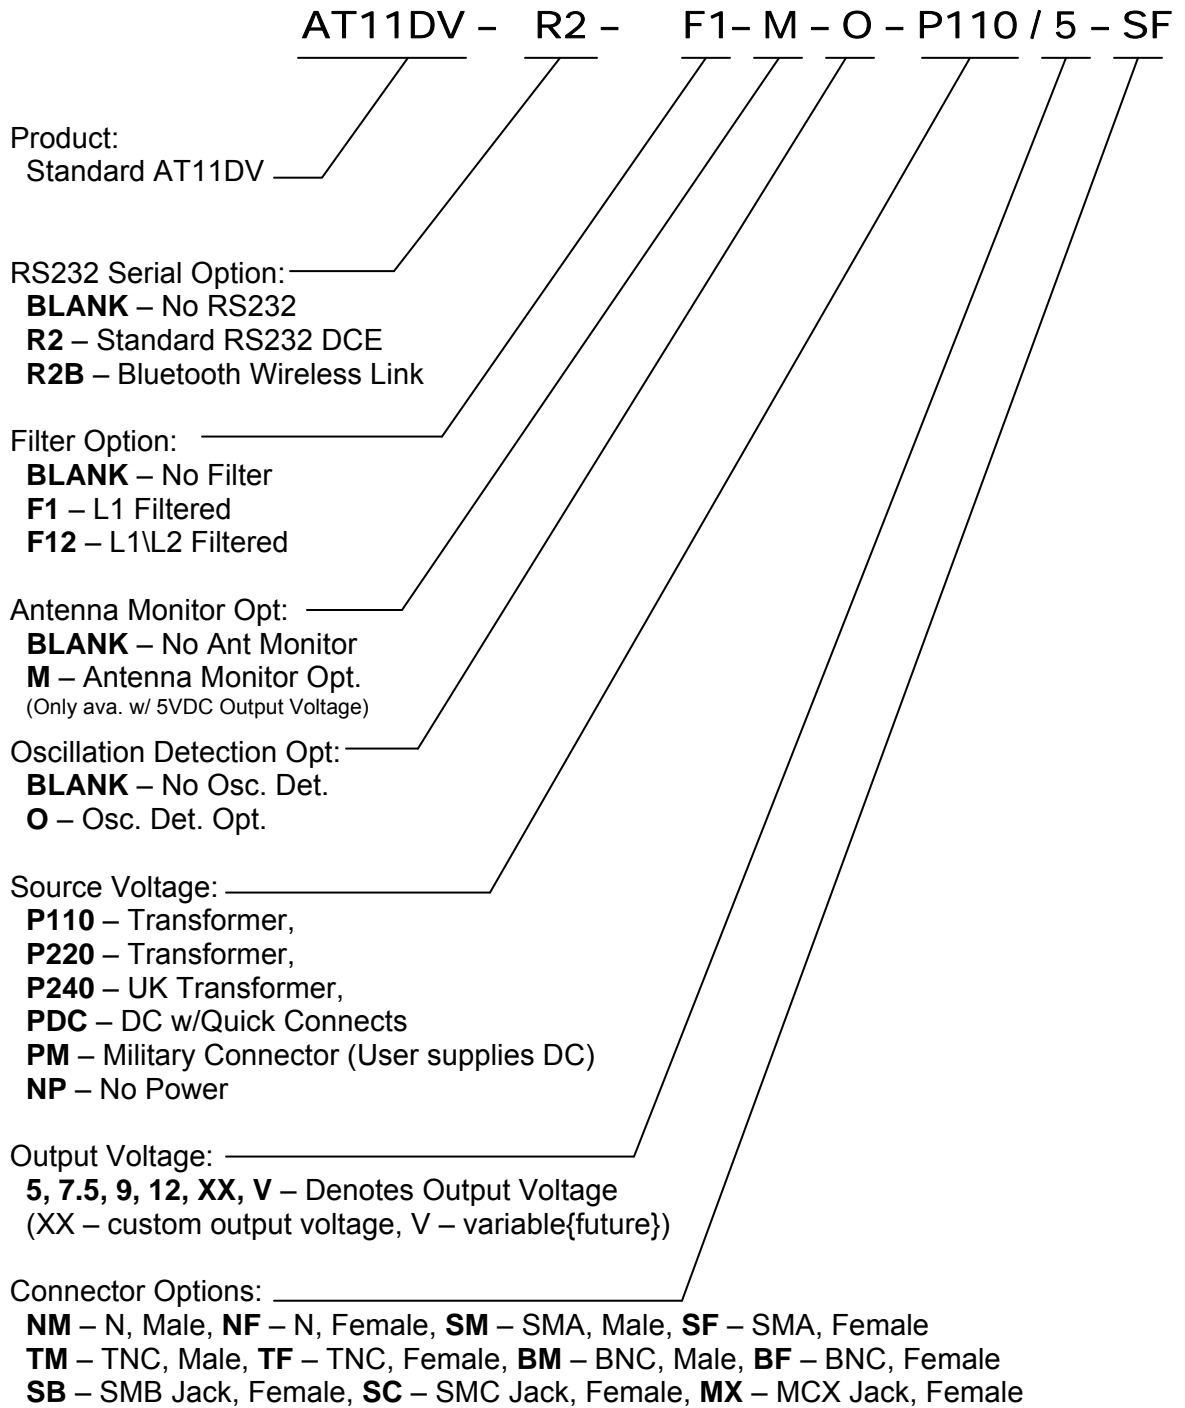 AT11DV – R2 – F1– M – O – P110 / 5 – SF
Product:
Standard AT11DV
RS232 Serial Option:
BLANK – No RS232
R2 – Standard RS232 DCE
R2B – Bluetooth Wireless Link
Filter Option:
BLANK – No Filter
F1 – L1 Filtered
F12 – L1\L2 Filtered
Antenna Monitor Opt:
BLANK – No Ant Monitor
M – Antenna Monitor Opt.
(Only ava. w/ 5VDC Output Voltage)
Oscillation Detection Opt:
BLANK – No Osc. Det.
O – Osc. Det. Opt.
Source Voltage:
P110 – Transformer,
P220 – Transformer,
P240 – UK Transformer,
PDC – DC w/Quick Connects
PM – Military Connector (User supplies DC)
NP – No Power
Output Voltage:
5, 7.5, 9, 12, XX, V – Denotes Output Voltage
(XX – custom output voltage, V – variable{future})
Connector Options:
NM – N, Male, NF – N, Female, SM – SMA, Male, SF – SMA, Female
TM – TNC, Male, TF – TNC, Female, BM – BNC, Male, BF – BNC, Female
SB – SMB Jack, Female, SC – SMC Jack, Female, MX – MCX Jack, Female